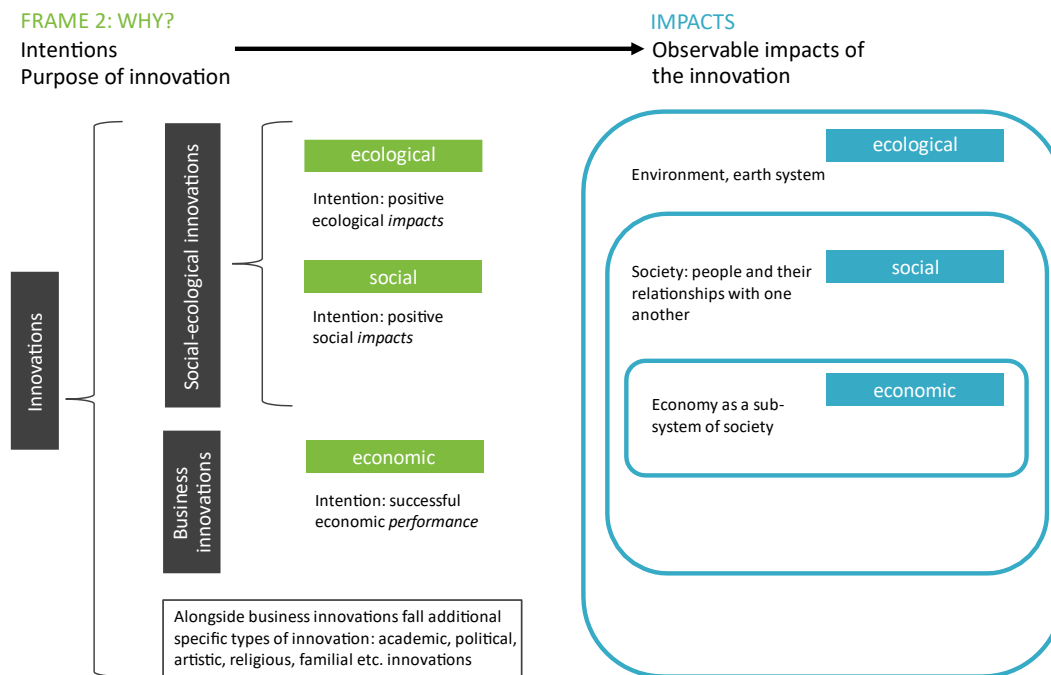 FRAME 2: WHY?
Intentions
Purpose of innovation
IMPACTS
Observable impacts of
the innovation
Innovations
Social-ecological innovations
ecological
Intention: positive
ecological impacts
social
Intention: positive
social impacts
Business
innovations
economic
Intention: successful
economic performance
Alongside business innovations fall additional
specific types of innovation: academic, political,
artistic, religious, familial etc. innovations
ecological
Environment, earth system
social
Society: people and their
relationships with one
another
economic
Economy as a sub-
system of society